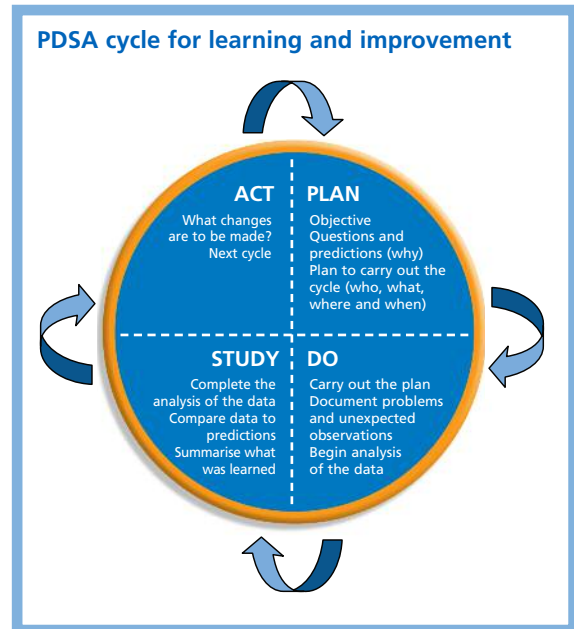 PDSA cycle for learning and improvement
ACT
What changes
are to be made?
Next cycle
PLAN
Objective
Questions and
predictions (why)
Plan to carry out the
cycle (who, what,
where and when)
STUDY
Complete the
analysis of the data
Compare data to
predictions
Summarise what
was learned
DO
Carry out the plan
Document problems
and unexpected
observations
Begin analysis
of the data